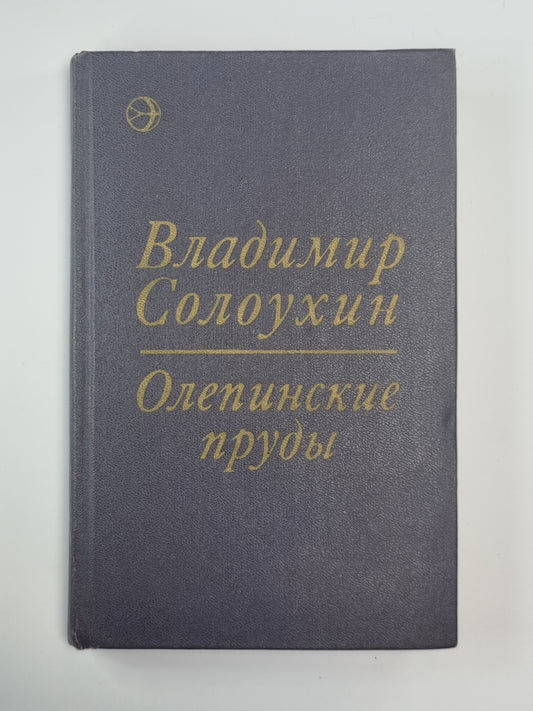 Владимир
Солоухин
Олепинские
пруды